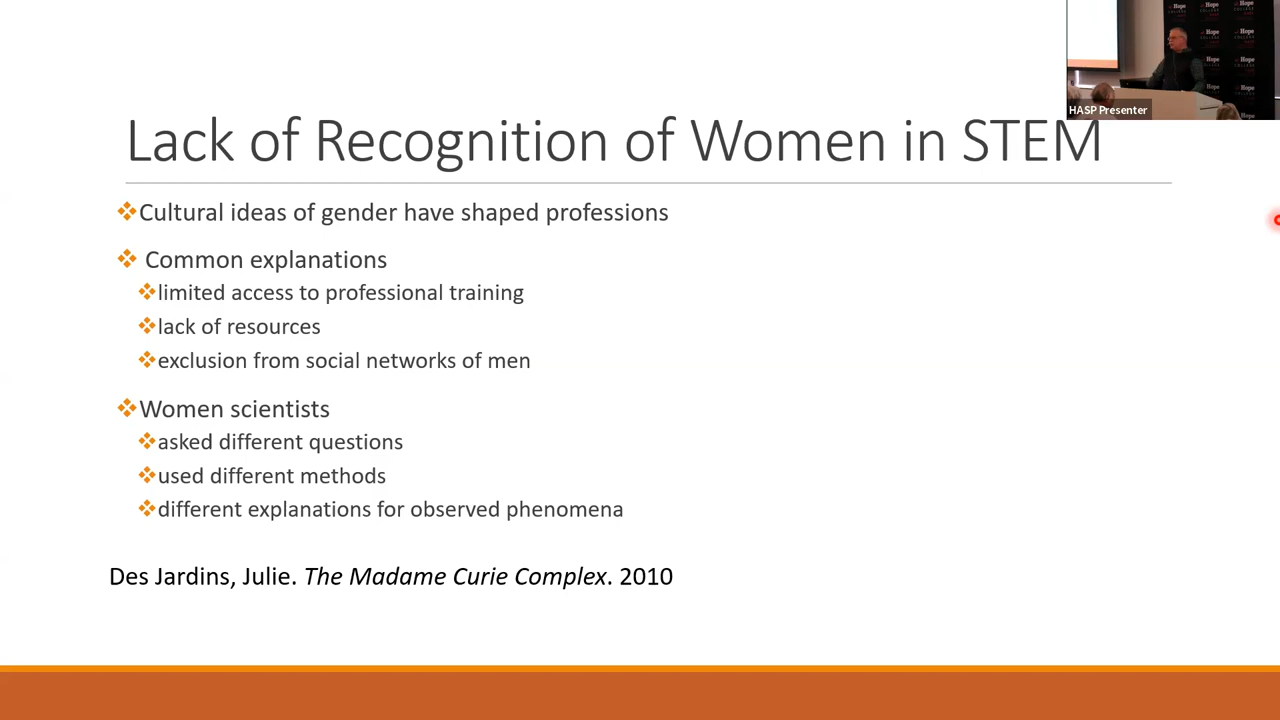 Hope
COLLEGE
Hope
COLLEGE
Hope
COLLEGE
Hope
Hope
HASP Presenter
Lack of Recognition of Women in STEM
❖Cultural ideas of gender have shaped professions
❖ Common explanations
❖limited access to professional training
❖lack of resources
❖exclusion from social networks of men
❖Women scientists
❖asked different questions
❖used different methods
❖different explanations for observed phenomena
Des Jardins, Julie. The Madame Curie Complex. 2010